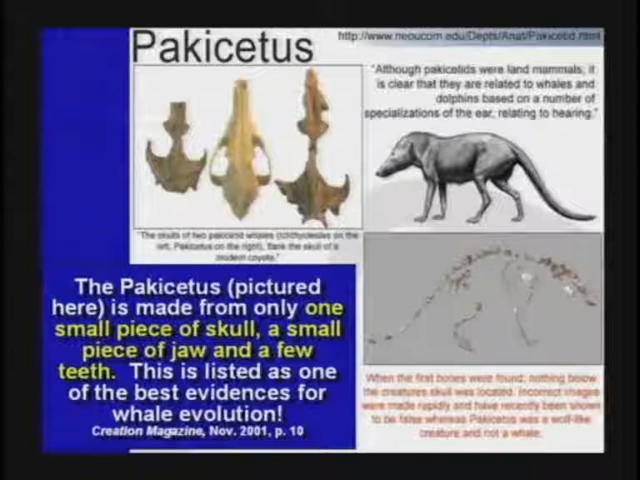 Pakicetus
http://www.neoucom.edu/Depts/Anat/Pakicetid.html
"Although pakicetids were land mammals, it
is clear that they are related to whales and
dolphins based on a number of
specializations of the ear, relating to hearing."
"The skulls of two pakicetid whales (Ichthyolestes on the
left, Pakicetus on the right), flank the skull of a
modern coyote."
The Pakicetus (pictured
here) is made from only one
small piece of skull, a small
piece of jaw and a few
teeth. This is listed as one
of the best evidences for
whale evolution!
Creation Magazine, Nov. 2001, p. 10
When the first bones were found, nothing below
the creatures skull was located. Incorrect images
were made rapidly and have recently been shown
to be false whereas Pakicetus was a wolf-like
creature and not a whale.